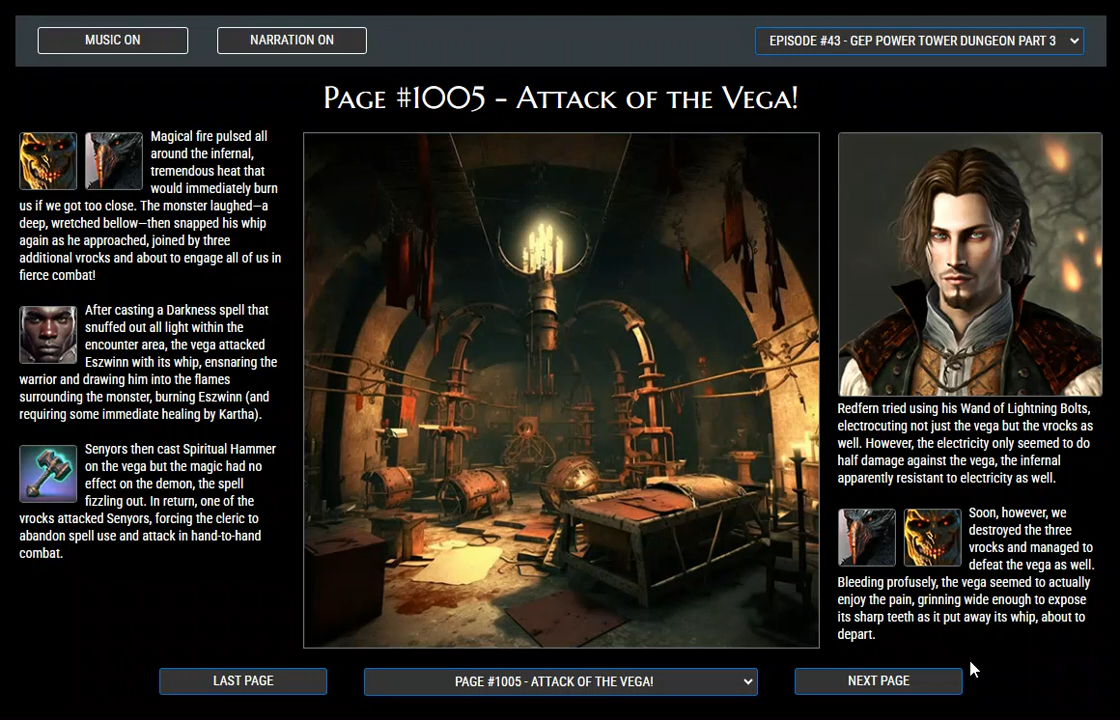 MUSIC ON
NARRATION ON
EPISODE #43 - GEP POWER TOWER DUNGEON PART 3
Page #1005 - Attack of the Vega!
Magical fire pulsed all
around the infernal,
tremendous heat that
would immediately burn
us if we got too close. The monster laughed—a
deep, wretched bellow—then snapped his whip
again as he approached, joined by three
additional vrocks and about to engage all of us in
fierce combat!
After casting a Darkness spell that
snuffed out all light within the
encounter area, the vega attacked
Eszwinn with its whip, ensnaring the
warrior and drawing him into the flames
surrounding the monster, burning Eszwinn (and
requiring some immediate healing by Kartha).
Senyors then cast Spiritual Hammer
on the vega but the magic had no
effect on the demon, the spell
fizzling out. In return, one of the
vrocks attacked Senyors, forcing the cleric to
abandon spell use and attack in hand-to-hand
combat.
Redfern tried using his Wand of Lightning Bolts,
electrocuting not just the vega but the vrocks as
well. However, the electricity only seemed to do
half damage against the vega, the infernal
apparently resistant to electricity as well.
Soon, however, we
destroyed the three
vrocks and managed to
defeat the vega as well.
Bleeding profusely, the vega seemed to actually
enjoy the pain, grinning wide enough to expose
its sharp teeth as it put away its whip, about to
depart.
LAST PAGE
PAGE #1005 - ATTACK OF THE VEGA!
NEXT PAGE